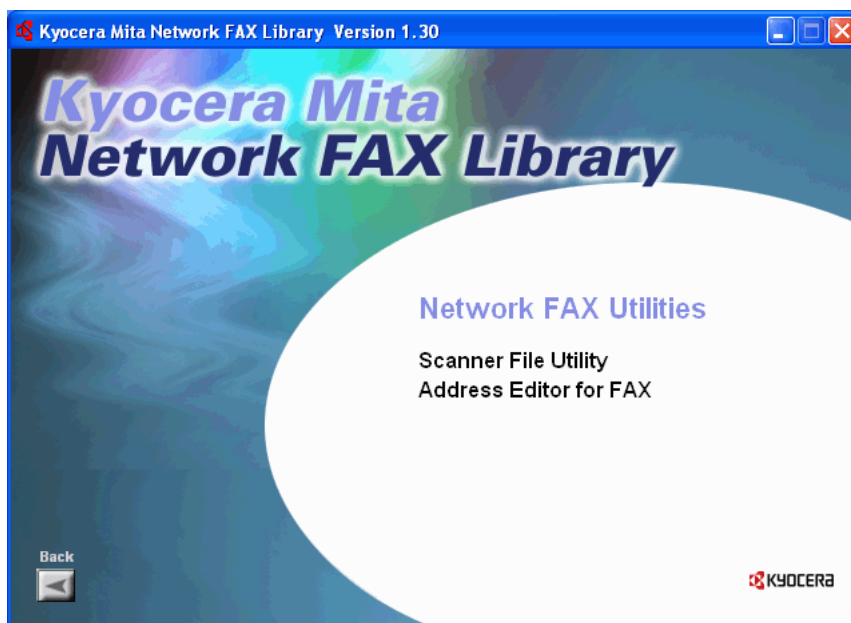 Kyocera Mita Network FAX Library Version 1.30
Kyocera Mita
Network FAX Library
Network FAX Utilities
Scanner File Utility
Address Editor for FAX
Back
KYOCERA